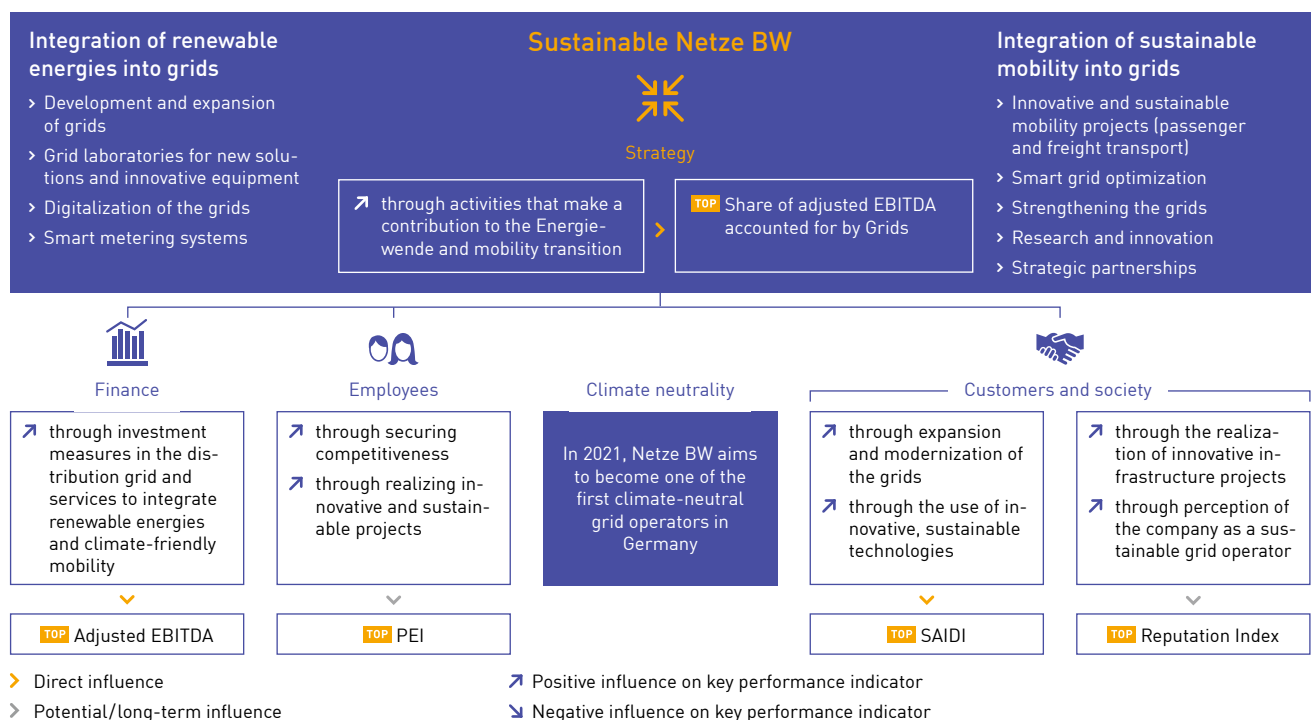 Integration of renewable
energies into grids
› Development and expansion
of grids
› Grid laboratories for new solu-
tions and innovative equipment
› Digitalization of the grids
› Smart metering systems
Sustainable Netze BW
Strategy
through activities that make a
contribution to the Energie-
wende and mobility transition
TOP Share of adjusted EBITDA
accounted for by Grids
Integration of sustainable
mobility into grids
› Innovative and sustainable
mobility projects (passenger
and freight transport)
› Smart grid optimization
› Strengthening the grids
› Research and innovation
› Strategic partnerships
Finance
through investment
measures in the dis-
tribution grid and
services to integrate
renewable energies
and climate-friendly
mobility
TOP Adjusted EBITDA
Employees
through securing
competitiveness
through realizing in-
novative and sustain-
able projects
TOP PEI
Climate neutrality
In 2021, Netze BW aims
to become one of the
first climate-neutral
grid operators in
Germany
Customers and society
through expansion
and modernization of
the grids
through the use of in-
novative, sustainable
technologies
TOP SAIDI
through the realiza-
tion of innovative in-
frastructure projects
through perception of
the company as a sus-
tainable grid operator
TOP Reputation Index
Direct influence
Potential/long-term influence
Positive influence on key performance indicator
Negative influence on key performance indicator